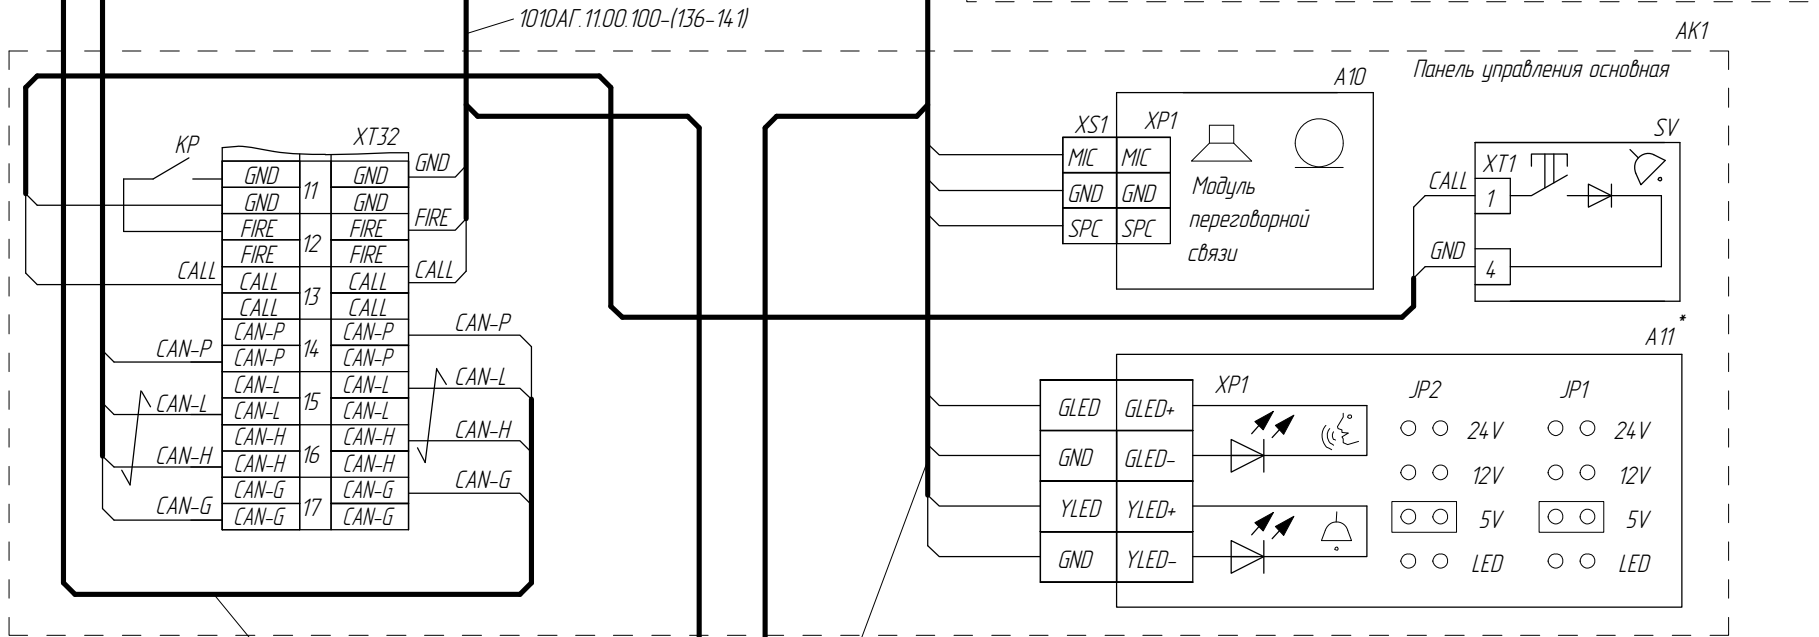 1010АГ.11.00.100-(136-141)
АК1
Панель управления основная
A10
XS1 XP1
MIC MIC
GND GND
SPC SPC
Модуль
переговорной
связи
SV
XT1
CALL 1
GND 4
KP XT32
GND 11 GND GND
GND GND
FIRE 12 FIRE FIRE
FIRE FIRE
CALL CALL 13 CALL CALL
CALL CALL
CAN-P 14 CAN-P CAN-P
CAN-P CAN-P CAN-P
CAN-L 15 CAN-L CAN-L
CAN-L CAN-L CAN-L
CAN-H 16 CAN-H CAN-H
CAN-H CAN-H CAN-H
CAN-G 17 CAN-G CAN-G
CAN-G CAN-G CAN-G
A11*
XP1 JP2 JP1
GLED GLED+
GND GLED-
YLED YLED+
GND YLED-
24V 24V
12V 12V
5V 5V
LED LED